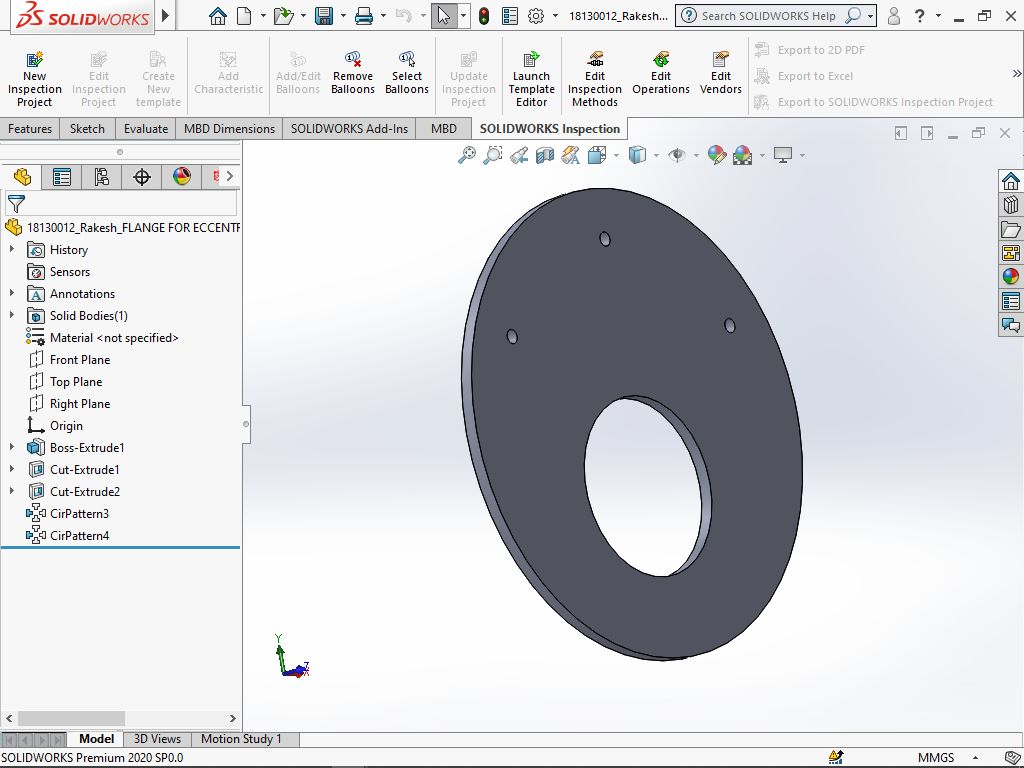 SOLIDWORKS
18130012_Rakesh...
Search SOLIDWORKS Help
New Inspection Project
Edit Inspection Project
Create New template
Add Characteristic
Add/Edit Balloons
Remove Balloons
Select Balloons
Update Inspection Project
Launch Template Editor
Edit Inspection Methods
Edit Operations
Edit Vendors
Export to 2D PDF
Export to Excel
Export to SOLIDWORKS Inspection Project
Features
Sketch
Evaluate
MBD Dimensions
SOLIDWORKS Add-Ins
MBD
SOLIDWORKS Inspection
18130012_Rakesh_FLANGE FOR ECCENTR
History
Sensors
Annotations
Solid Bodies(1)
Material <not specified>
Front Plane
Top Plane
Right Plane
Origin
Boss-Extrude1
Cut-Extrude1
Cut-Extrude2
CirPattern3
CirPattern4
Y
Z
X
Model
3D Views
Motion Study 1
SOLIDWORKS Premium 2020 SP0.0
MMGS